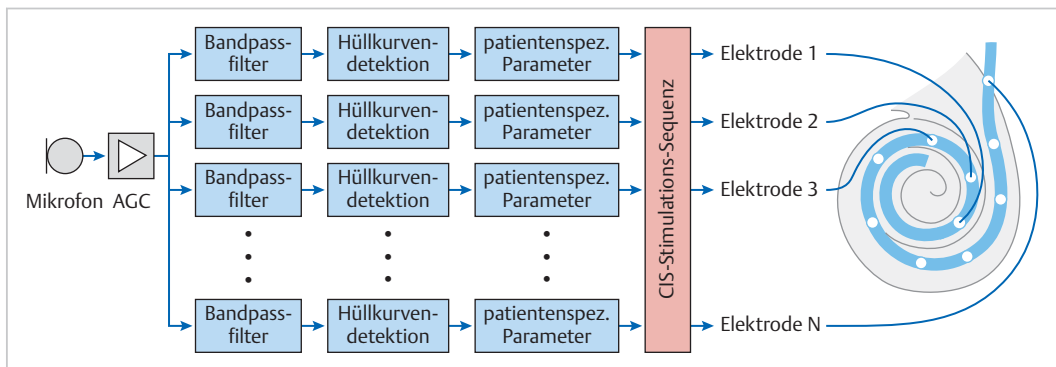 Bandpass-
filter
Hüllkurven-
detektion
patientenspez.
Parameter
Elektrode 1
Bandpass-
filter
Hüllkurven-
detektion
patientenspez.
Parameter
Elektrode 2
Mikrofon
AGC
Bandpass-
filter
Hüllkurven-
detektion
patientenspez.
Parameter
Elektrode 3
Bandpass-
filter
Hüllkurven-
detektion
patientenspez.
Parameter
Elektrode N
CIS-Stimulations-Sequenz